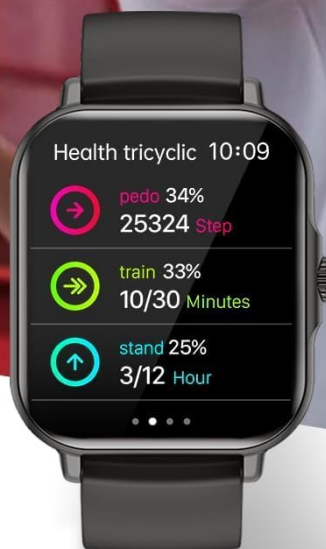 Health tricyclic 10:09
pedo 34%
25324 Step
train 33%
10/30 Minutes
stand 25%
3/12 Hour